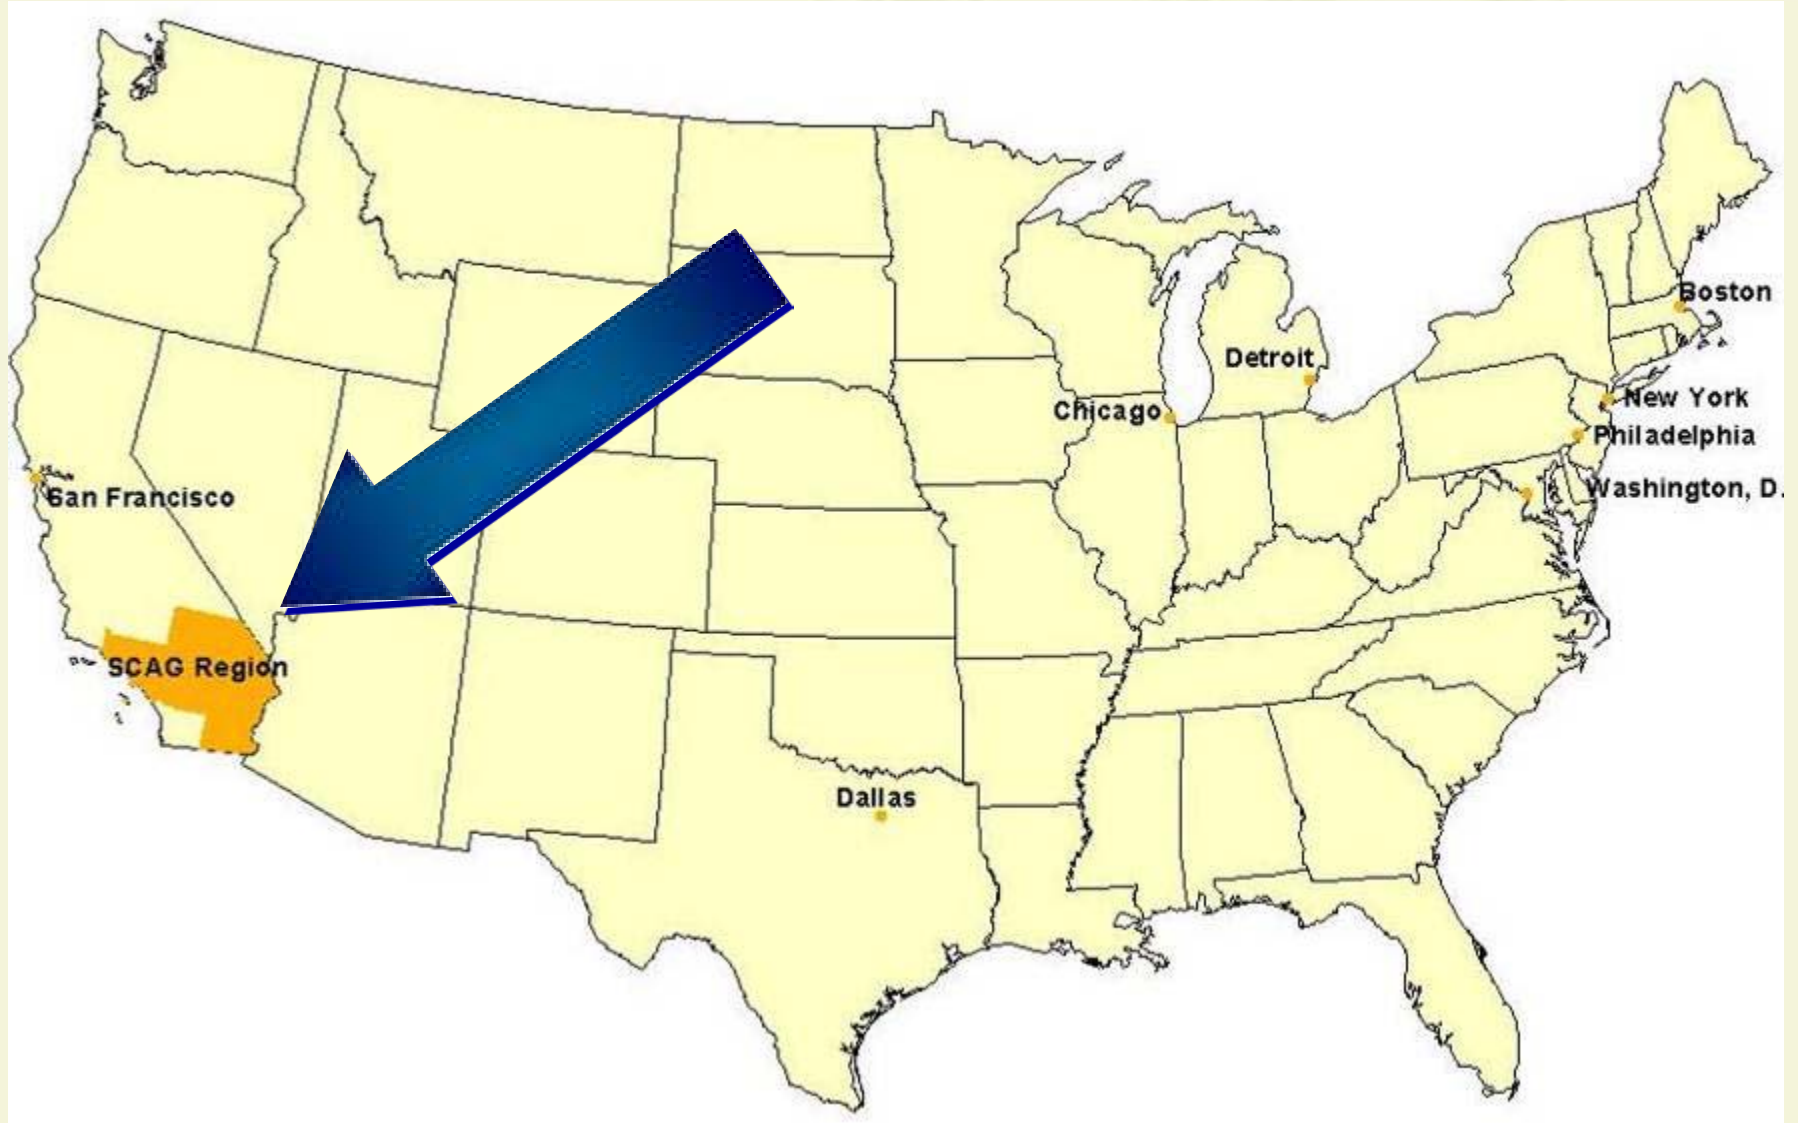 Boston
Detroit
New York
Chicago
Philadelphia
Washington, D.
San Francisco
SCAG Region
Dallas